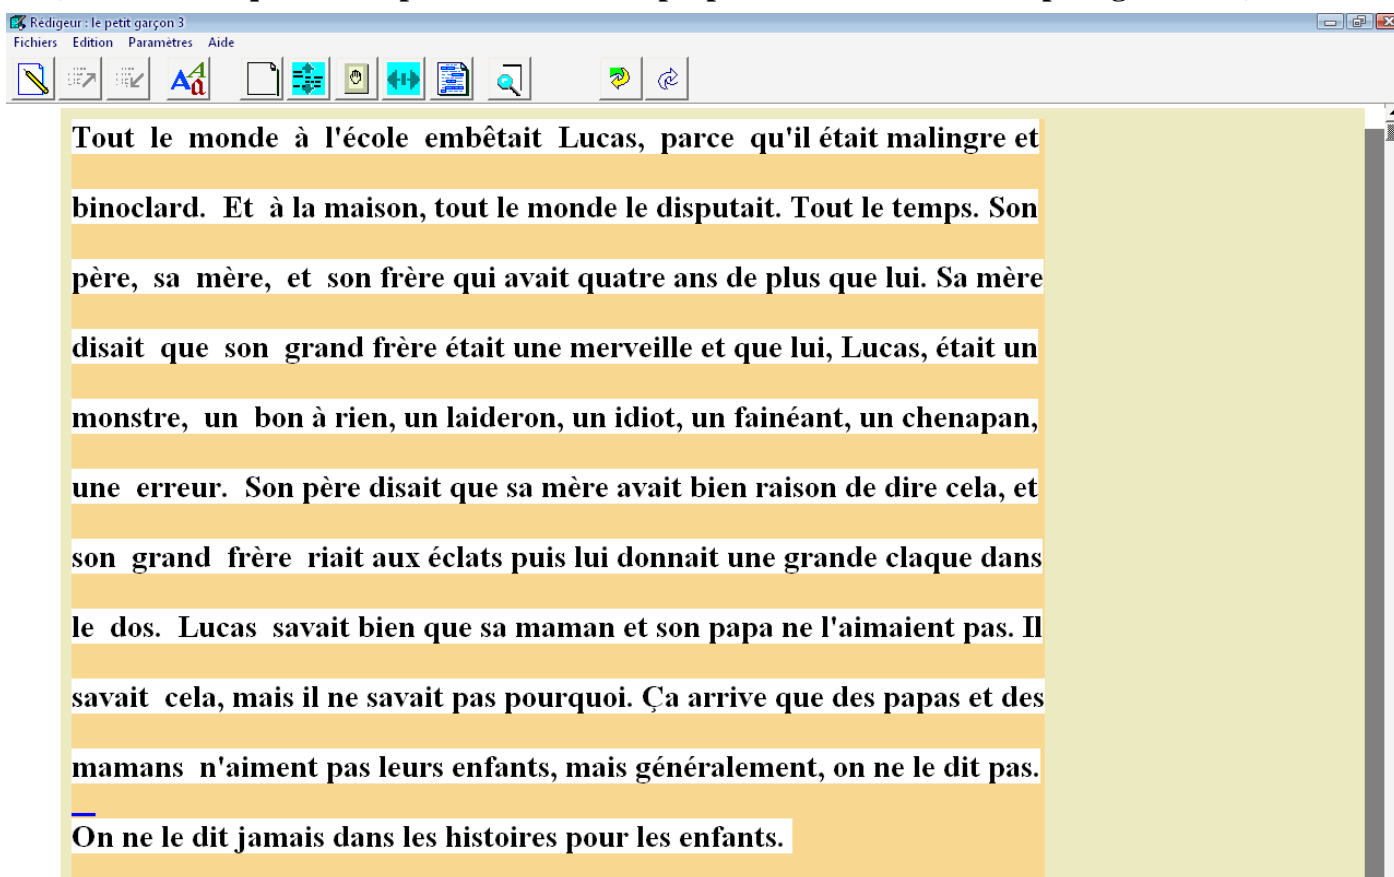 Rédigeur : le petit garçon 3
Fichiers Edition Paramètres Aide
Tout le monde à l'école embêtait Lucas, parce qu'il était malingre et
binoclard. Et à la maison, tout le monde le disputait. Tout le temps. Son
père, sa mère, et son frère qui avait quatre ans de plus que lui. Sa mère
disait que son grand frère était une merveille et que lui, Lucas, était un
monstre, un bon à rien, un laideron, un idiot, un fainéant, un chenapan,
une erreur. Son père disait que sa mère avait bien raison de dire cela, et
son grand frère riait aux éclats puis lui donnait une grande claque dans
le dos. Lucas savait bien que sa maman et son papa ne l'aimaient pas. Il
savait cela, mais il ne savait pas pourquoi. Ça arrive que des papas et des
mamans n'aiment pas leurs enfants, mais généralement, on ne le dit pas.
On ne le dit jamais dans les histoires pour les enfants.